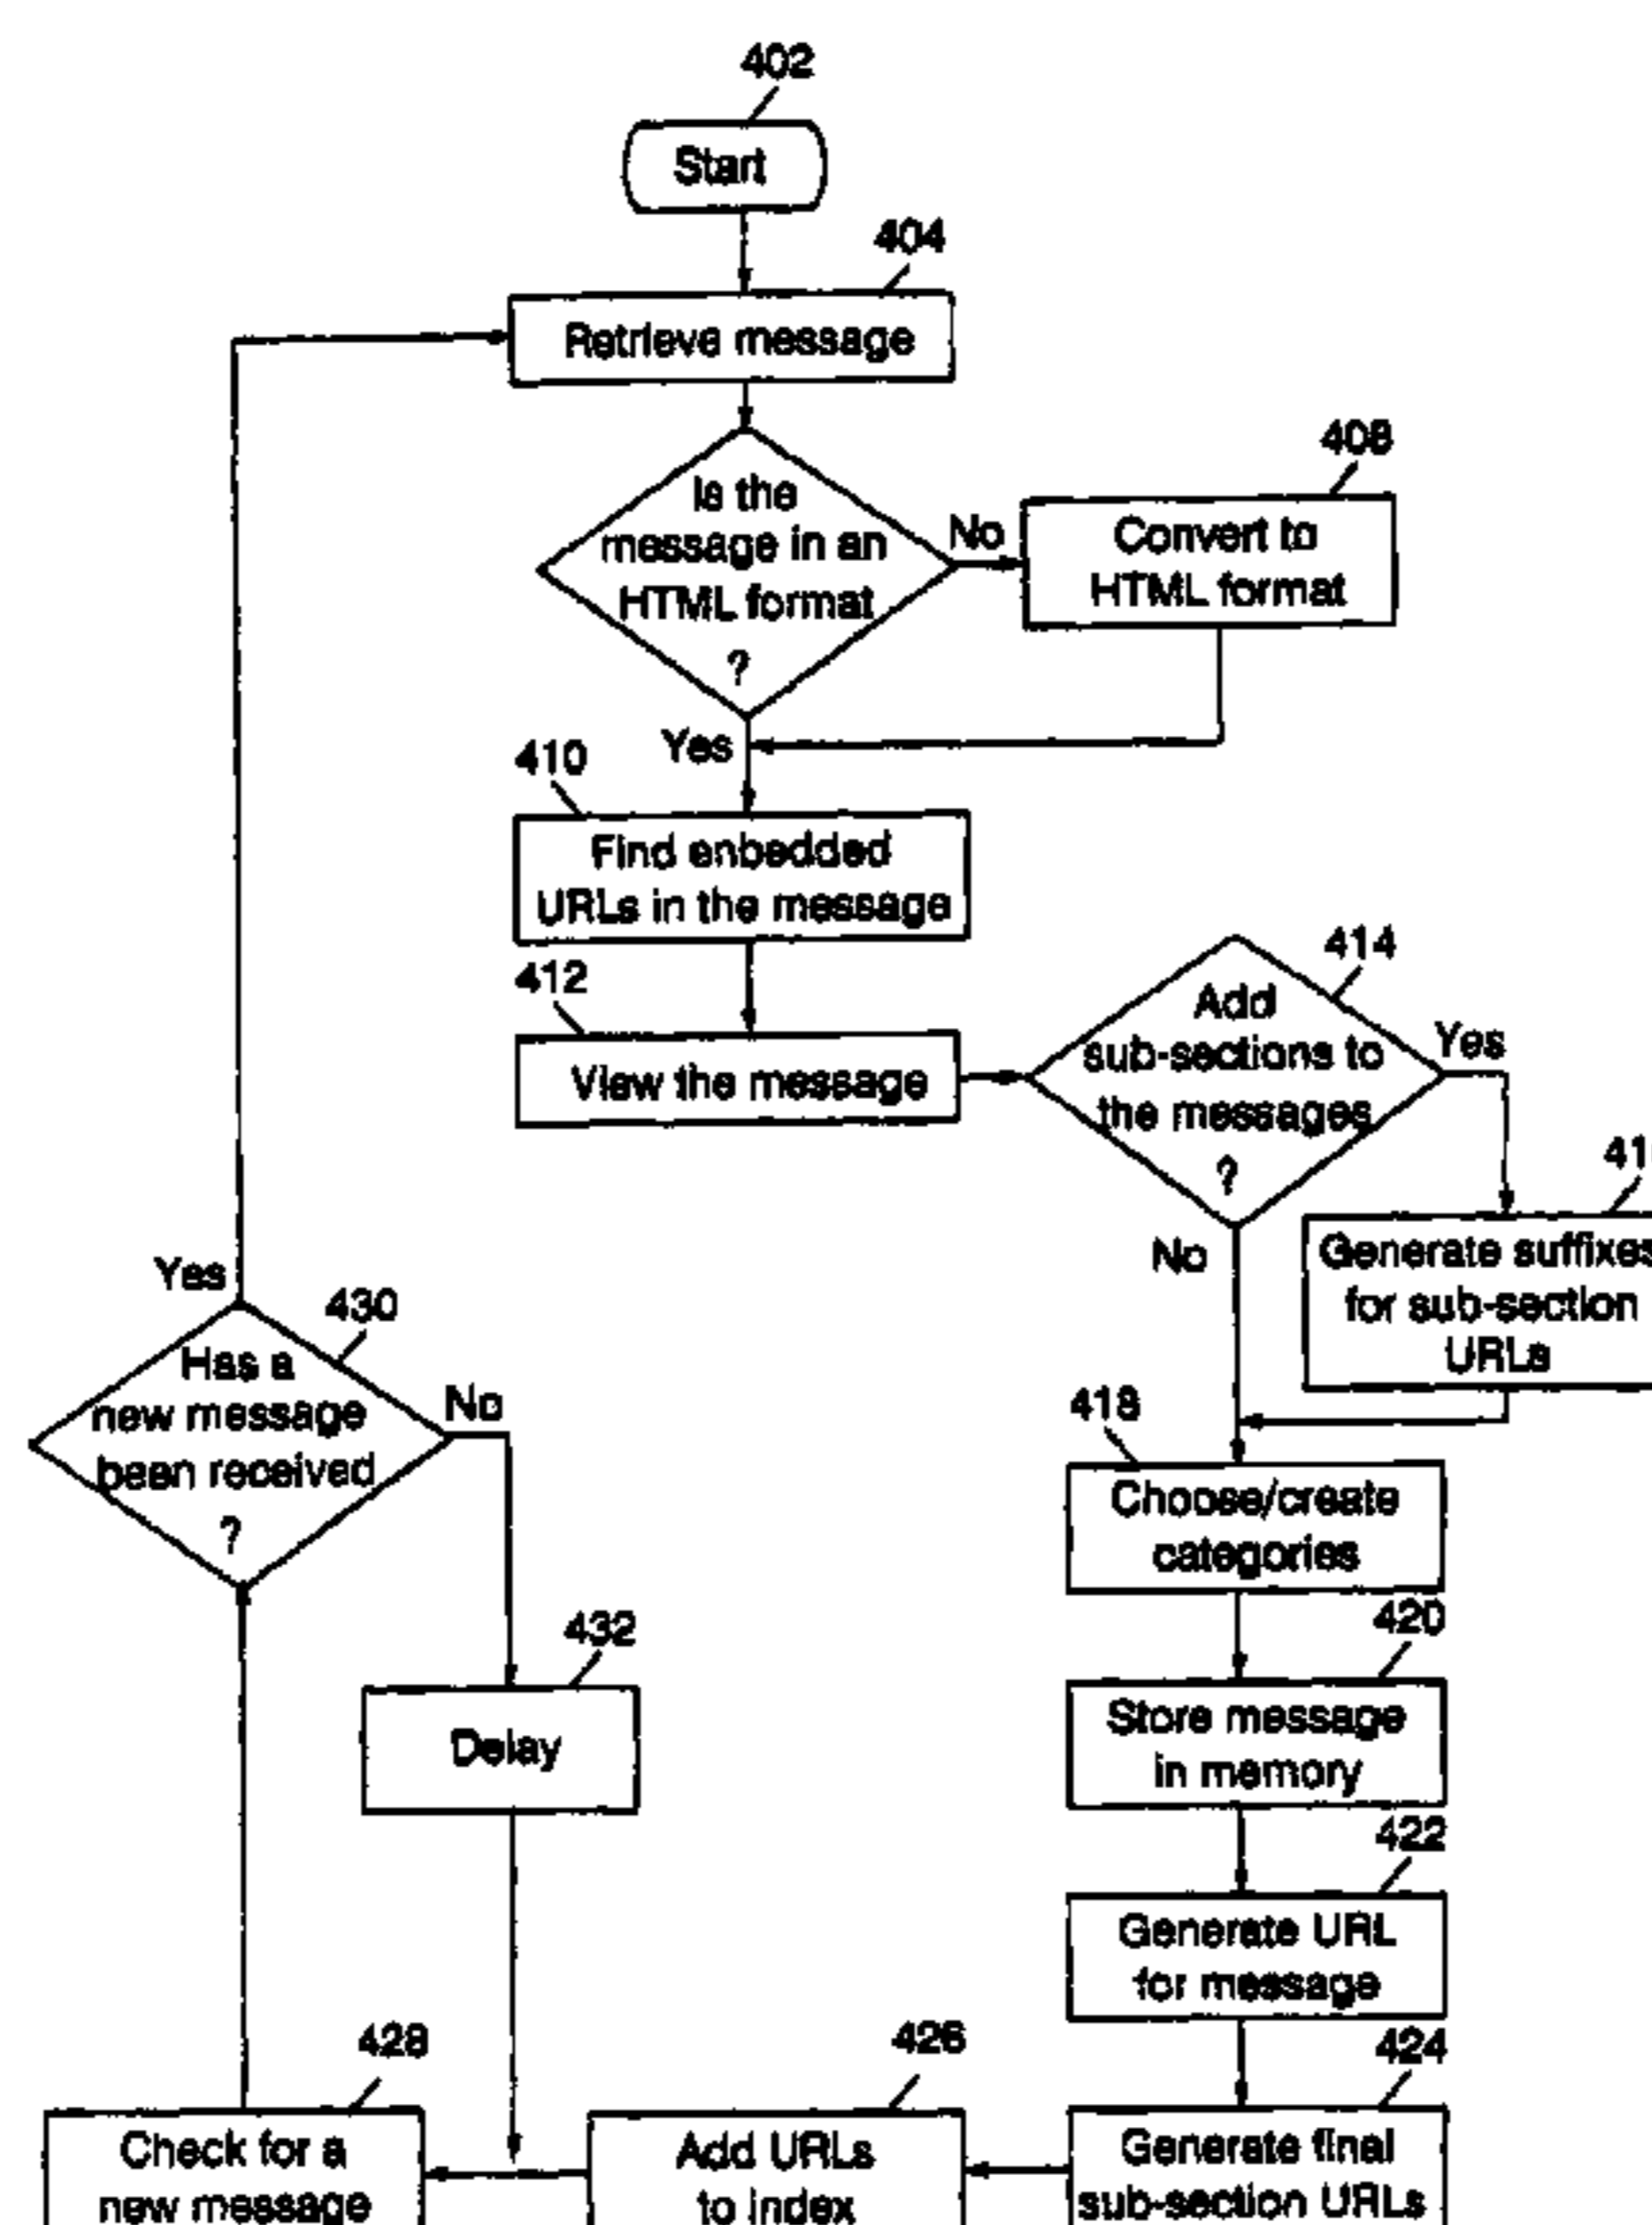 402
Start
404
Retrieve message
Is the
message in an
HTML format
?
No
408
Convert to
HTML format
Yes
410
Find enbedded
URLs in the message
412
View the message
414
Add
sub-sections to
the messages
?
Yes
No
Generate suffixes
for sub-section
URLs
418
Choose/create
categories
420
Store message
in memory
422
Generate URL
for message
424
Generate final
sub-section URLs
426
Add URLs
to index
428
Check for a
new message
Yes
430
Has a
new message
been received
?
No
432
Delay